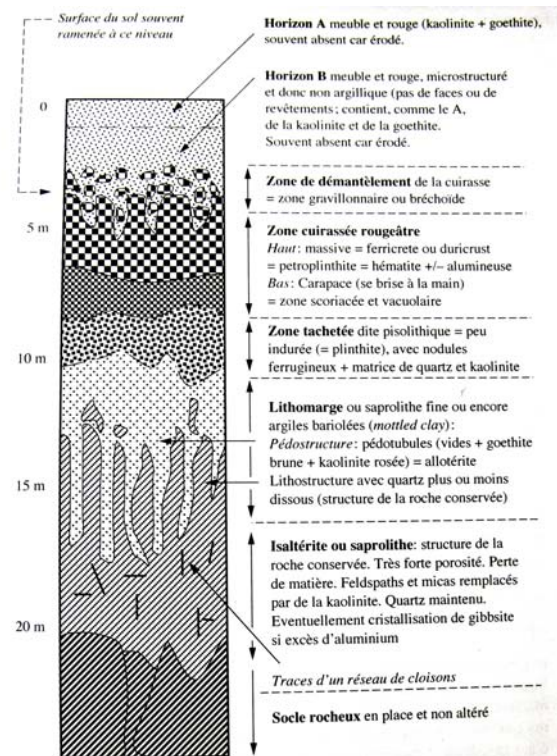 Surface du sol souvent
ramenée à ce niveau
Horizon A meuble et rouge (kaolinite + goethite),
souvent absent car érodé.
Horizon B meuble et rouge, microstructuré
et donc non argillique (pas de faces ou de
revêtements ; contient, comme le A,
de la kaolinite et de la goethite.
Souvent absent car érodé.
0
Zone de démantèlement de la cuirasse
= zone gravillonnaire ou bréchoïde
5 m
Zone cuirassée rougeâtre
Haut : massive = ferricrete ou duricrust
= petroplinthite = hématite +/– alumineuse
Bas : Carapace (se brise à la main)
= zone scoriacée et vacuolaire
Zone tachetée dite pisolithique = peu
indurée (= plinthite), avec nodules
ferrugineux + matrice de quartz et kaolinite
10 m
Lithomarge ou saprolithe fine ou encore
argiles bariolées (mottled clay) :
Pédostructure : pédotubules (vides + goethite
brune + kaolinite rosée) = allotérite
Lithostructure avec quartz plus ou moins
dissous (structure de la roche conservée)
15 m
Isaltérite ou saprolithe : structure de la
roche conservée. Très forte porosité. Perte
de matière. Feldspaths et micas remplacés
par de la kaolinite. Quartz maintenu.
Eventuellement cristallisation de gibbsite
si excès d'aluminium
20 m
Traces d'un réseau de cloisons
Socle rocheux en place et non altéré